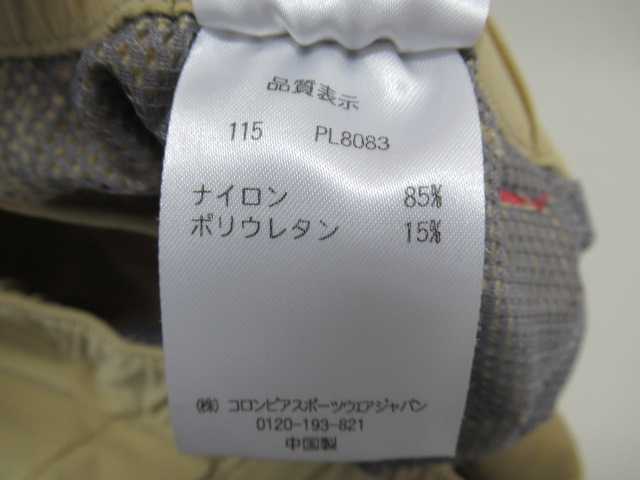 品質表示
115 PL8083
ナイロン 85%
ポリウレタン 15%
(株) コロンビアスポーツウェアジャパン
0120-193-821
中国製